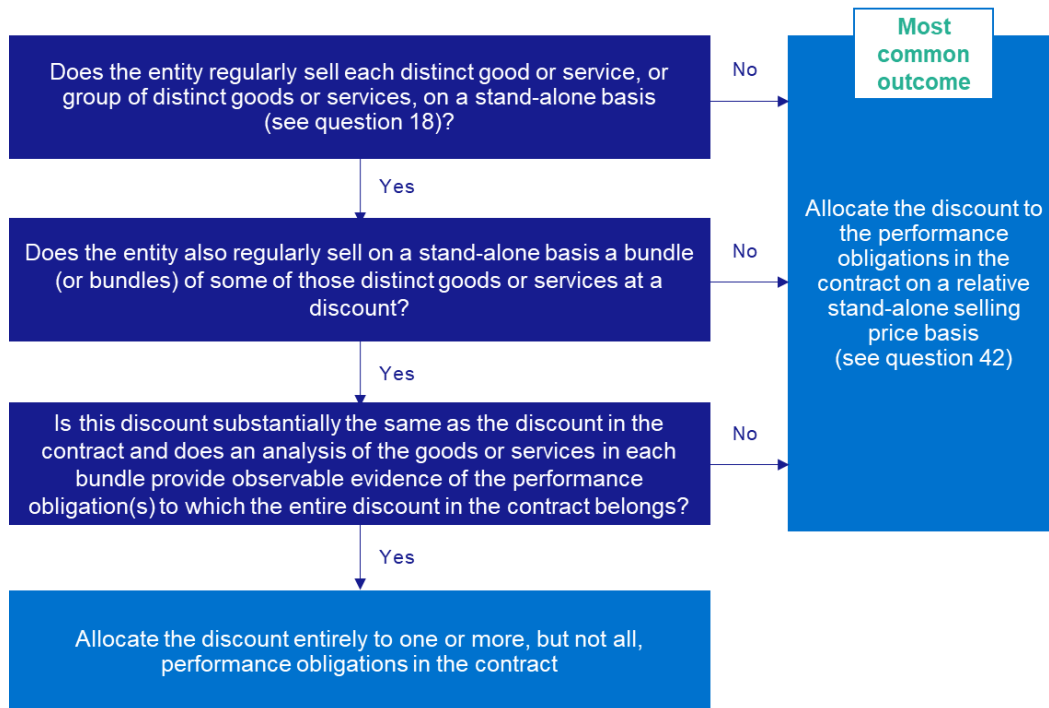 Does the entity regularly sell each distinct good or service, or
group of distinct goods or services, on a stand-alone basis
(see question 18)?
No
Most
common
outcome
Yes
Does the entity also regularly sell on a stand-alone basis a bundle
(or bundles) of some of those distinct goods or services at a
discount?
No
Allocate the discount to
the performance
obligations in the
contract on a relative
stand-alone selling
price basis
(see question 42)
Yes
Is this discount substantially the same as the discount in the
contract and does an analysis of the goods or services in each
bundle provide observable evidence of the performance
obligation(s) to which the entire discount in the contract belongs?
No
Yes
Allocate the discount entirely to one or more, but not all,
performance obligations in the contract